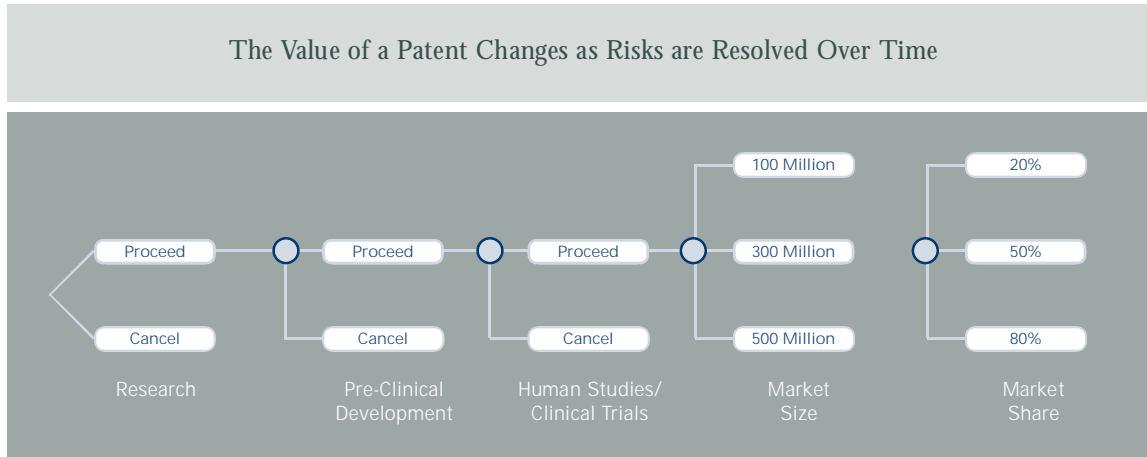 The Value of a Patent Changes as Risks are Resolved Over Time
100 Million
20%
Proceed
Proceed
Proceed
300 Million
50%
Cancel
Cancel
Cancel
500 Million
80%
Research
Pre-Clinical
Development
Human Studies/
Clinical Trials
Market
Size
Market
Share